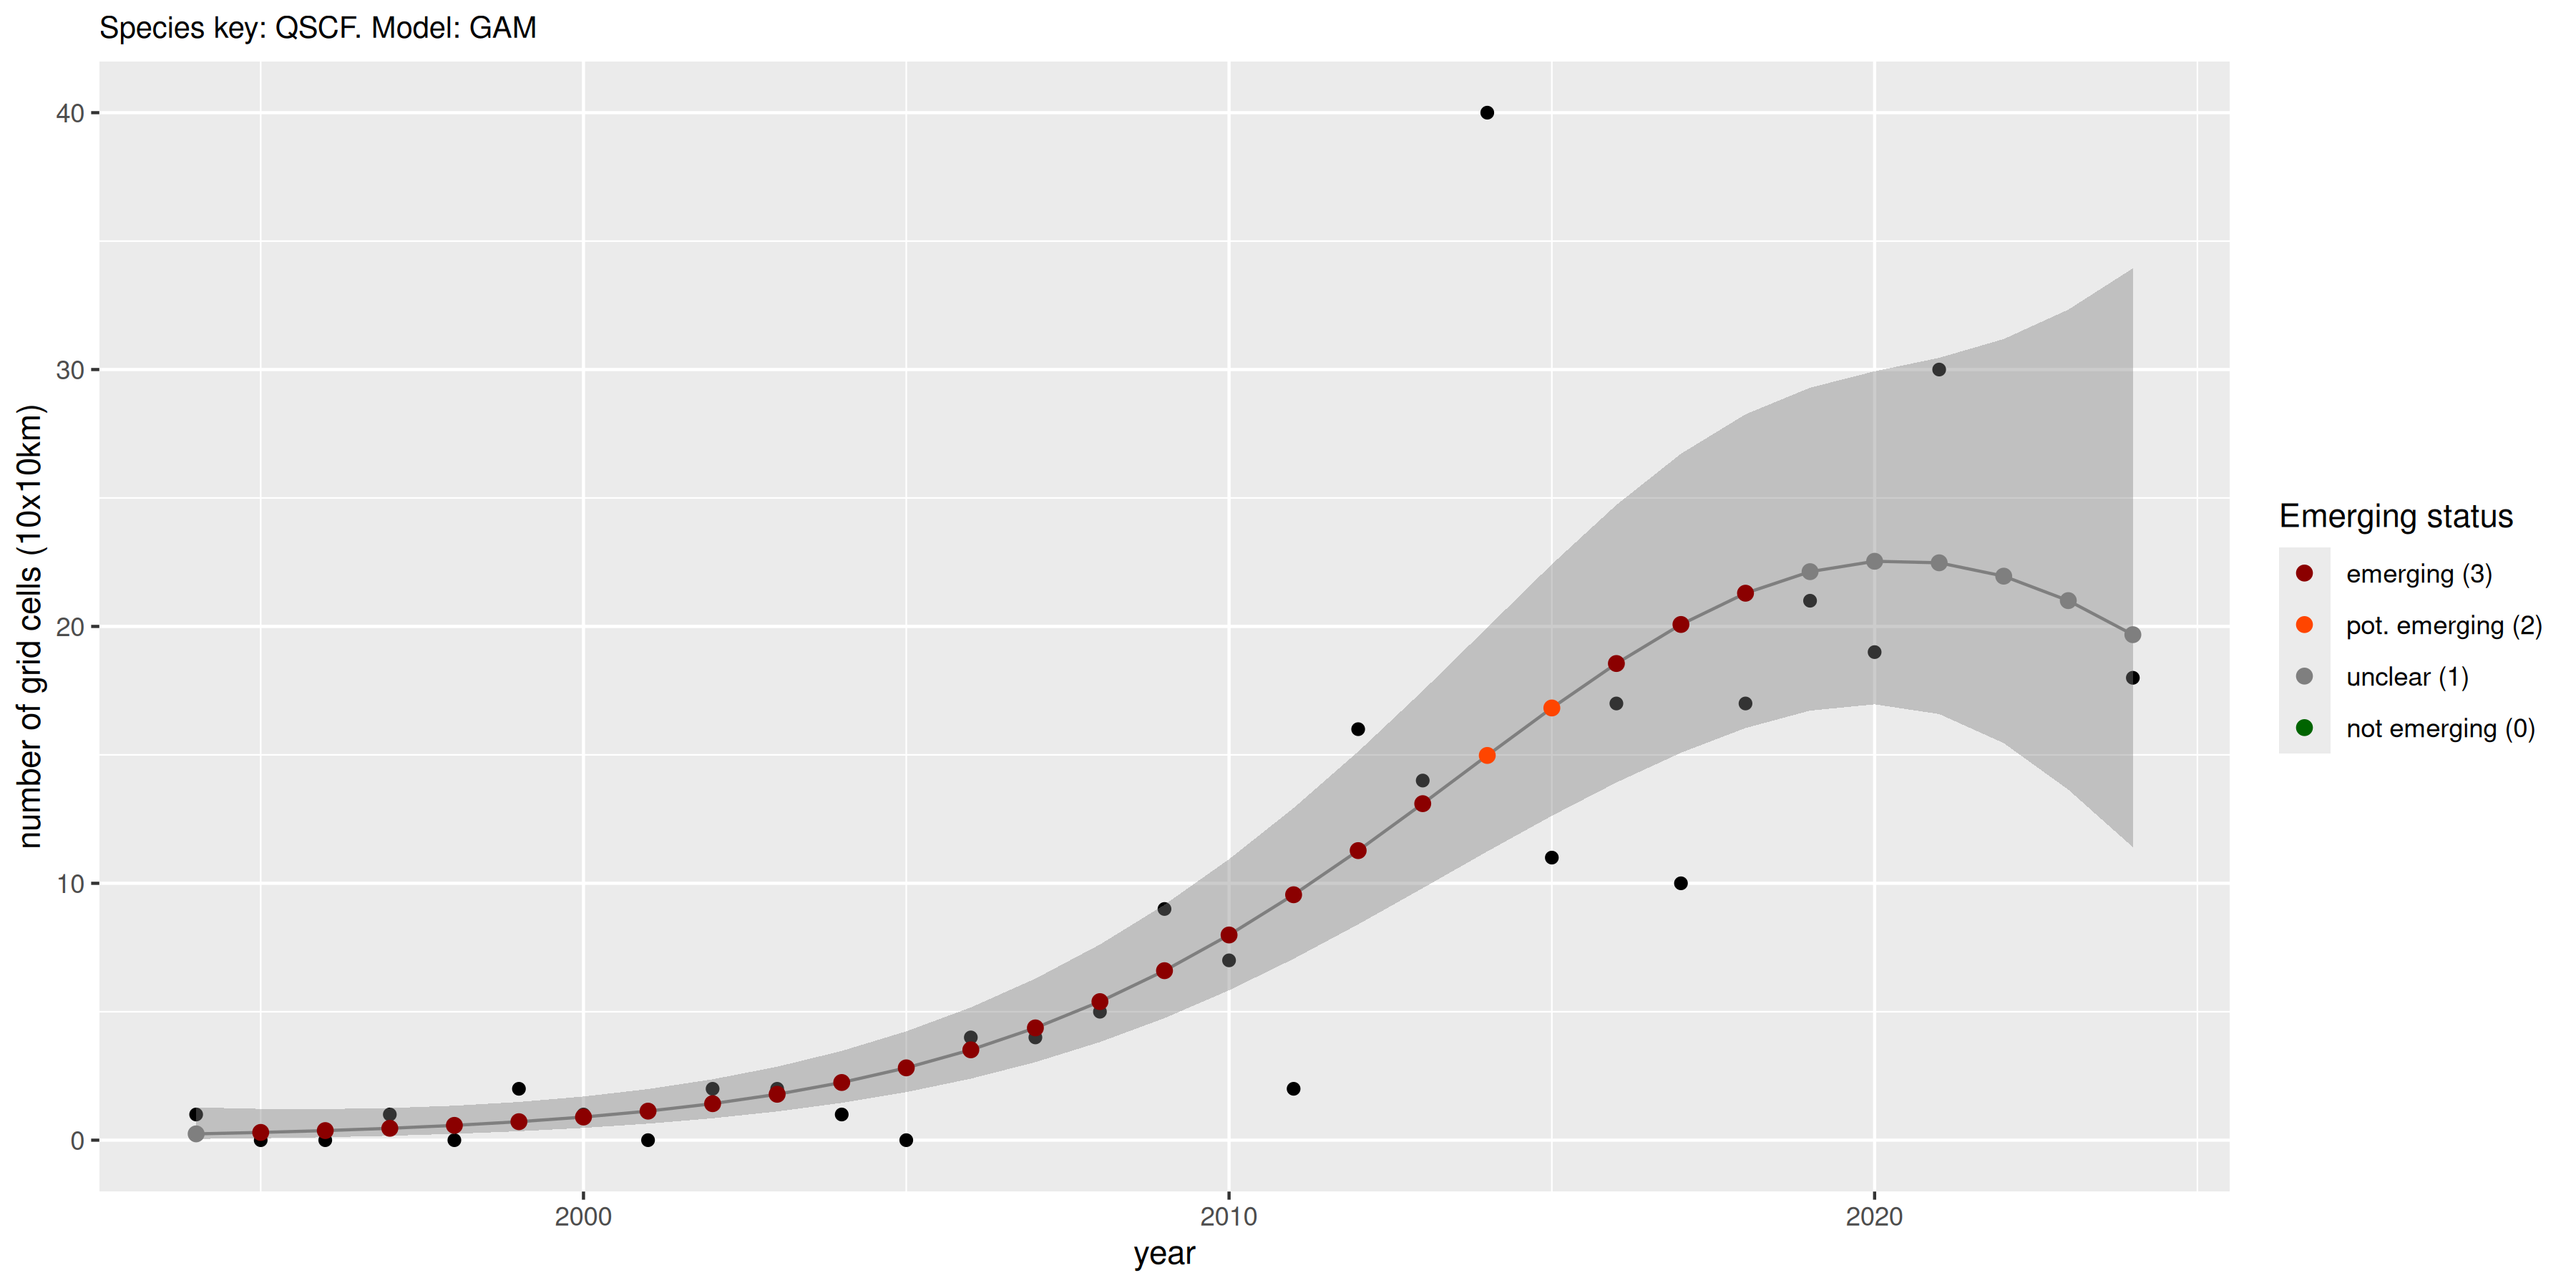 Species key: QSCF. Model: GAM
number of grid cells (10x10km)
40
30
20
10
0
2000
2010
2020
year
Emerging status
emerging (3)
pot. emerging (2)
unclear (1)
not emerging (0)